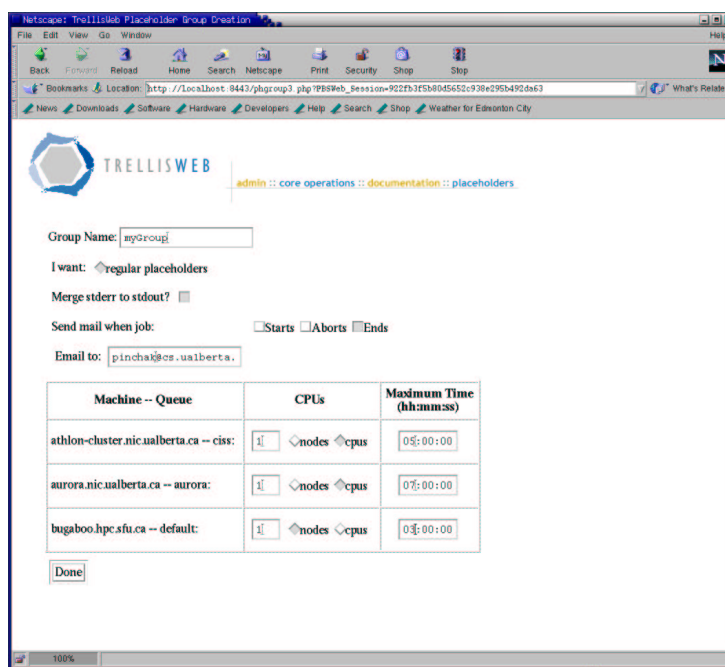 Netscape: TrellisWeb Placeholder Group Creation
File Edit View Go Window Help
Back Forward Reload Home Search Netscape Print Security Shop Stop
Bookmarks Location: http://localhost:8443/phgroup3.php?PBSWeb_Session=922fb3f5b80d5652c938e295b492da63 What's Relate
News Downloads Software Hardware Developers Help Search Shop Weather for Edmonton City
TRELLISWEB
admin :: core operations :: documentation :: placeholders
Group Name: myGroup
I want: regular placeholders
Merge stderr to stdout?
Send mail when job: Starts Aborts Ends
Email to: pinchak@cs.ualberta.
Machine -- Queue CPUs Maximum Time
(hh:mm:ss)
athlon-cluster.nic.ualberta.ca -- ciss: 1 nodes cpus 05:00:00
aurora.nic.ualberta.ca -- aurora: 1 nodes cpus 07:00:00
bugaboo.hpc.sfu.ca -- default: 1 nodes cpus 03:00:00
Done
100%